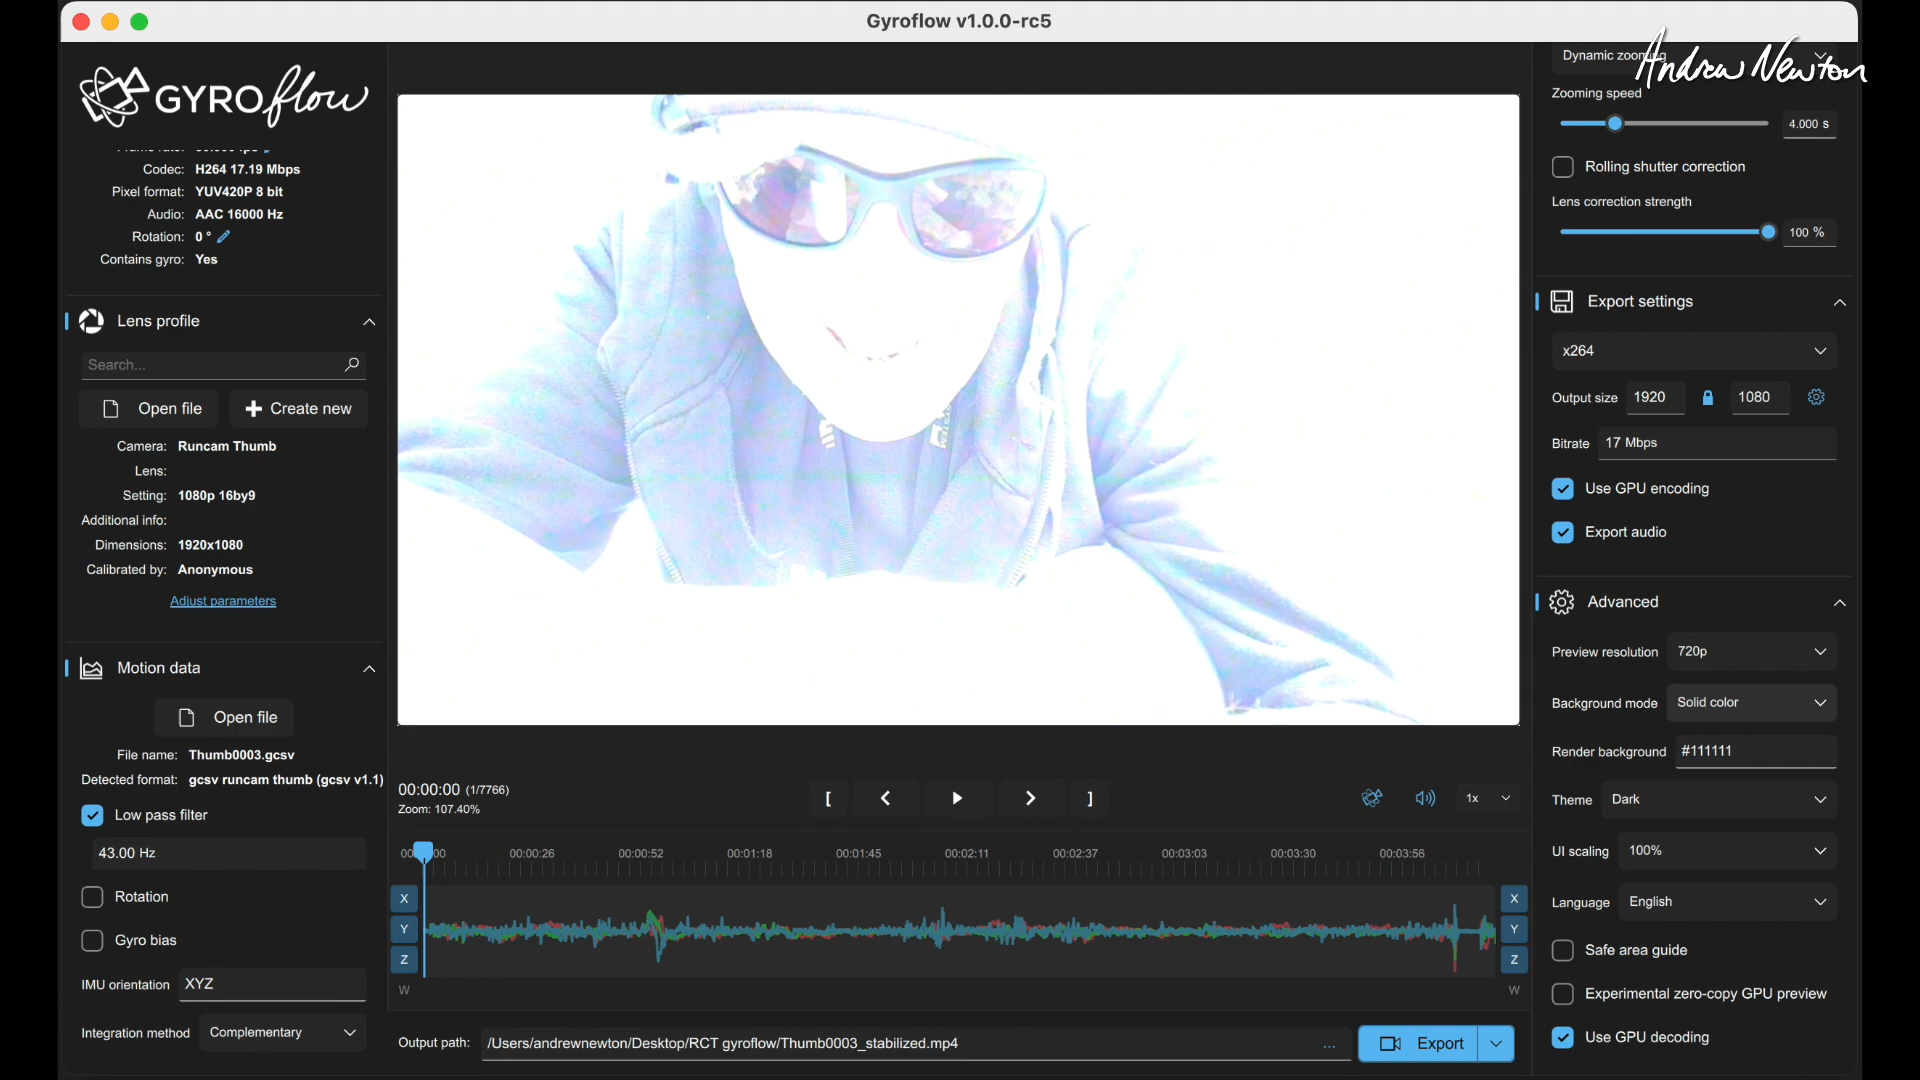 Gyroflow v1.0.0-rc5
Andrew Newton
GYROflow
Codec: H264 17.19 Mbps
Pixel format: YUV420P 8 bit
Audio: AAC 16000 Hz
Rotation: 0 °
Contains gyro: Yes
Lens profile
Search...
Open file
Create new
Camera: Runcam Thumb
Lens:
Setting: 1080p 16by9
Additional info:
Dimensions: 1920x1080
Calibrated by: Anonymous
Adjust parameters
Motion data
Open file
File name: Thumb0003.gcsv
Detected format: gcsv runcam thumb (gcsv v1.1)
Low pass filter
43.00 Hz
Rotation
Gyro bias
IMU orientation XYZ
Integration method Complementary
00:00:00 (1/7766)
Zoom: 107.40%
[ ]
1x
00:00:26 00:00:52 00:01:18 00:01:45 00:02:11 00:02:37 00:03:03 00:03:30 00:03:56
X X
Y Y
Z Z
W W
Output path: /Users/andrewnewton/Desktop/RCT gyroflow/Thumb0003_stabilized.mp4 ...
Export
Dynamic zooming
Zooming speed
4.000 s
Rolling shutter correction
Lens correction strength
100 %
Export settings
x264
Output size 1920 1080
Bitrate 17 Mbps
Use GPU encoding
Export audio
Advanced
Preview resolution 720p
Background mode Solid color
Render background #111111
Theme Dark
UI scaling 100%
Language English
Safe area guide
Experimental zero-copy GPU preview
Use GPU decoding